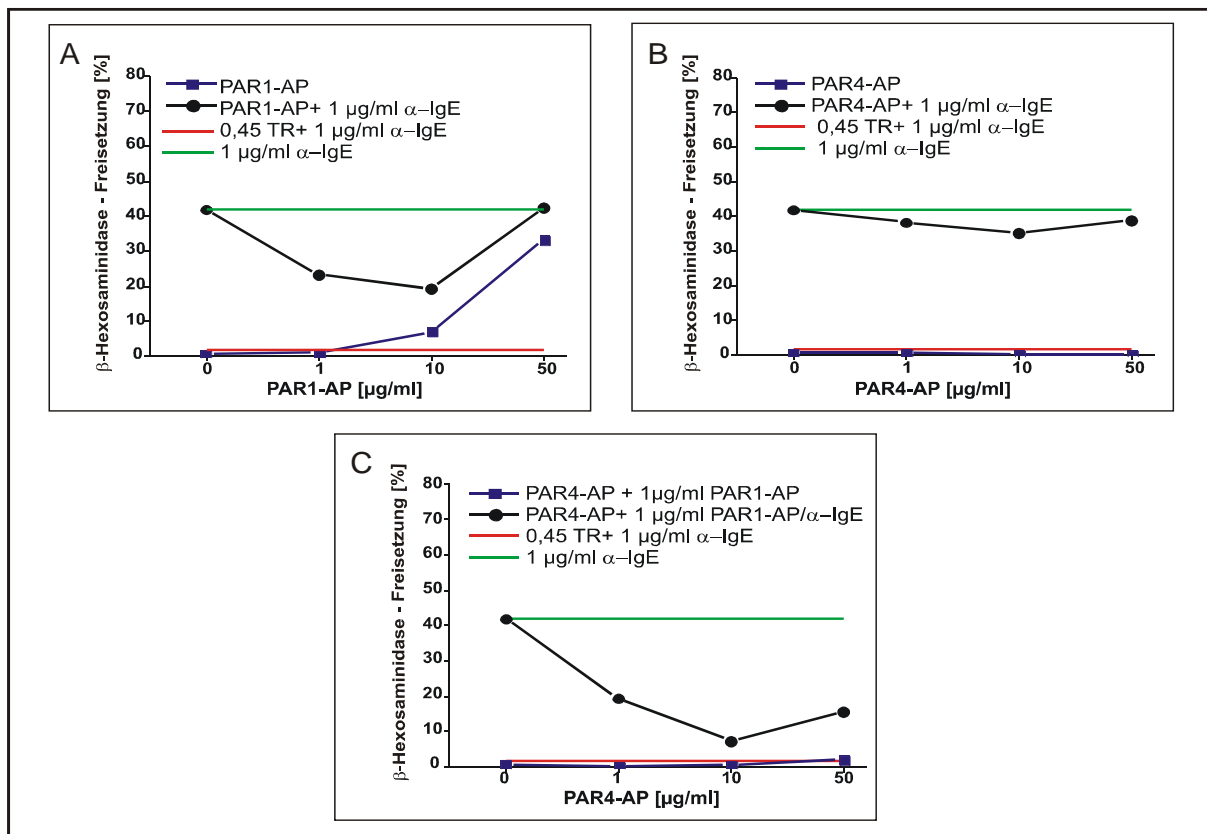 A
β-Hexosaminidase - Freisetzung [%]
80
70
60
50
40
30
20
10
0
PAR1-AP
PAR1-AP+ 1 µg/ml α–IgE
0,45 TR+ 1 µg/ml α–IgE
1 µg/ml α–IgE
0 1 10 50
PAR1-AP [µg/ml]
B
β-Hexosaminidase - Freisetzung [%]
80
70
60
50
40
30
20
10
0
PAR4-AP
PAR4-AP+ 1 µg/ml α–IgE
0,45 TR+ 1 µg/ml α–IgE
1 µg/ml α–IgE
0 1 10 50
PAR4-AP [µg/ml]
C
β-Hexosaminidase - Freisetzung [%]
80
70
60
50
40
30
20
10
0
PAR4-AP + 1µg/ml PAR1-AP
PAR4-AP+ 1 µg/ml PAR1-AP/α–IgE
0,45 TR+ 1 µg/ml α–IgE
1 µg/ml α–IgE
0 1 10 50
PAR4-AP [µg/ml]